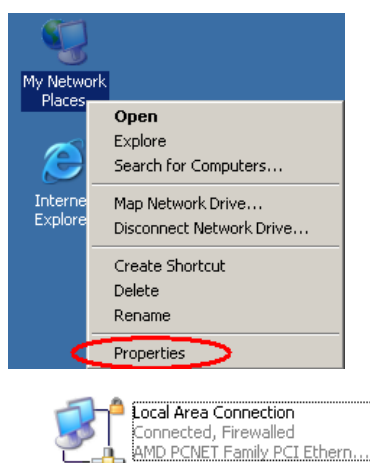 My Network
Places
Open
Explore
Search for Computers...
Interne
Explore
Map Network Drive...
Disconnect Network Drive...
Create Shortcut
Delete
Rename
Properties
Local Area Connection
Connected, Firewalled
AMD PCNET Family PCI Ethern...